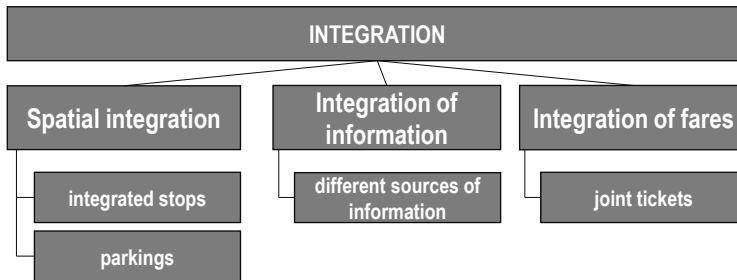 INTEGRATION
Spatial integration
Integration of
information
Integration of fares
integrated stops
different sources of
information
joint tickets
parkings